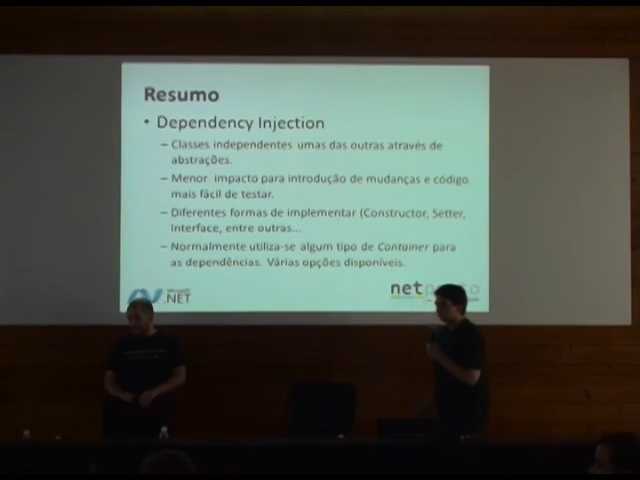 Resumo
• Dependency Injection
– Classes independentes umas das outras através de
abstrações.
– Menor impacto para introdução de mudanças e código
mais fácil de testar.
– Diferentes formas de implementar (Constructor, Setter,
Interface, entre outras...
– Normalmente utiliza-se algum tipo de Container para
as dependências. Várias opções disponíveis.
Microsoft
.NET
net